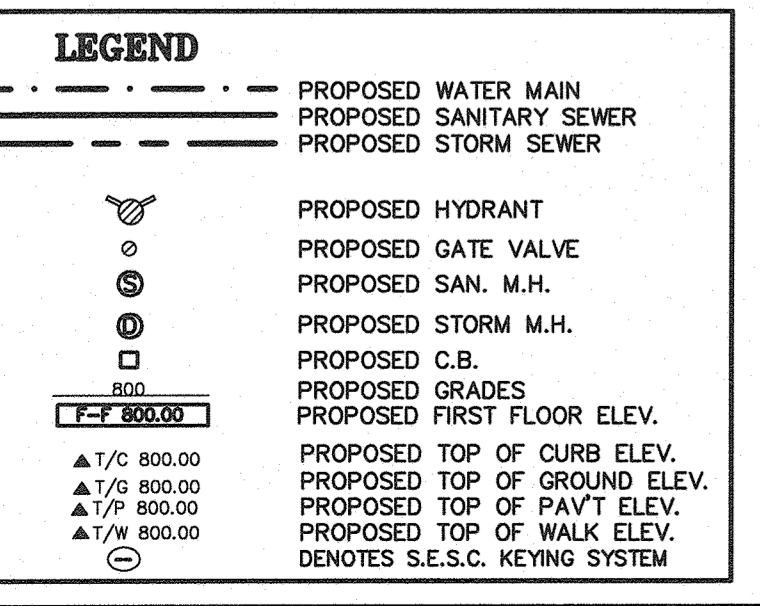 LEGEND
PROPOSED WATER MAIN
PROPOSED SANITARY SEWER
PROPOSED STORM SEWER
PROPOSED HYDRANT
PROPOSED GATE VALVE
S PROPOSED SAN. M.H.
D PROPOSED STORM M.H.
PROPOSED C.B.
800 PROPOSED GRADES
F-F 800.00 PROPOSED FIRST FLOOR ELEV.
T/C 800.00 PROPOSED TOP OF CURB ELEV.
T/G 800.00 PROPOSED TOP OF GROUND ELEV.
T/P 800.00 PROPOSED TOP OF PAV'T ELEV.
T/W 800.00 PROPOSED TOP OF WALK ELEV.
DENOTES S.E.S.C. KEYING SYSTEM